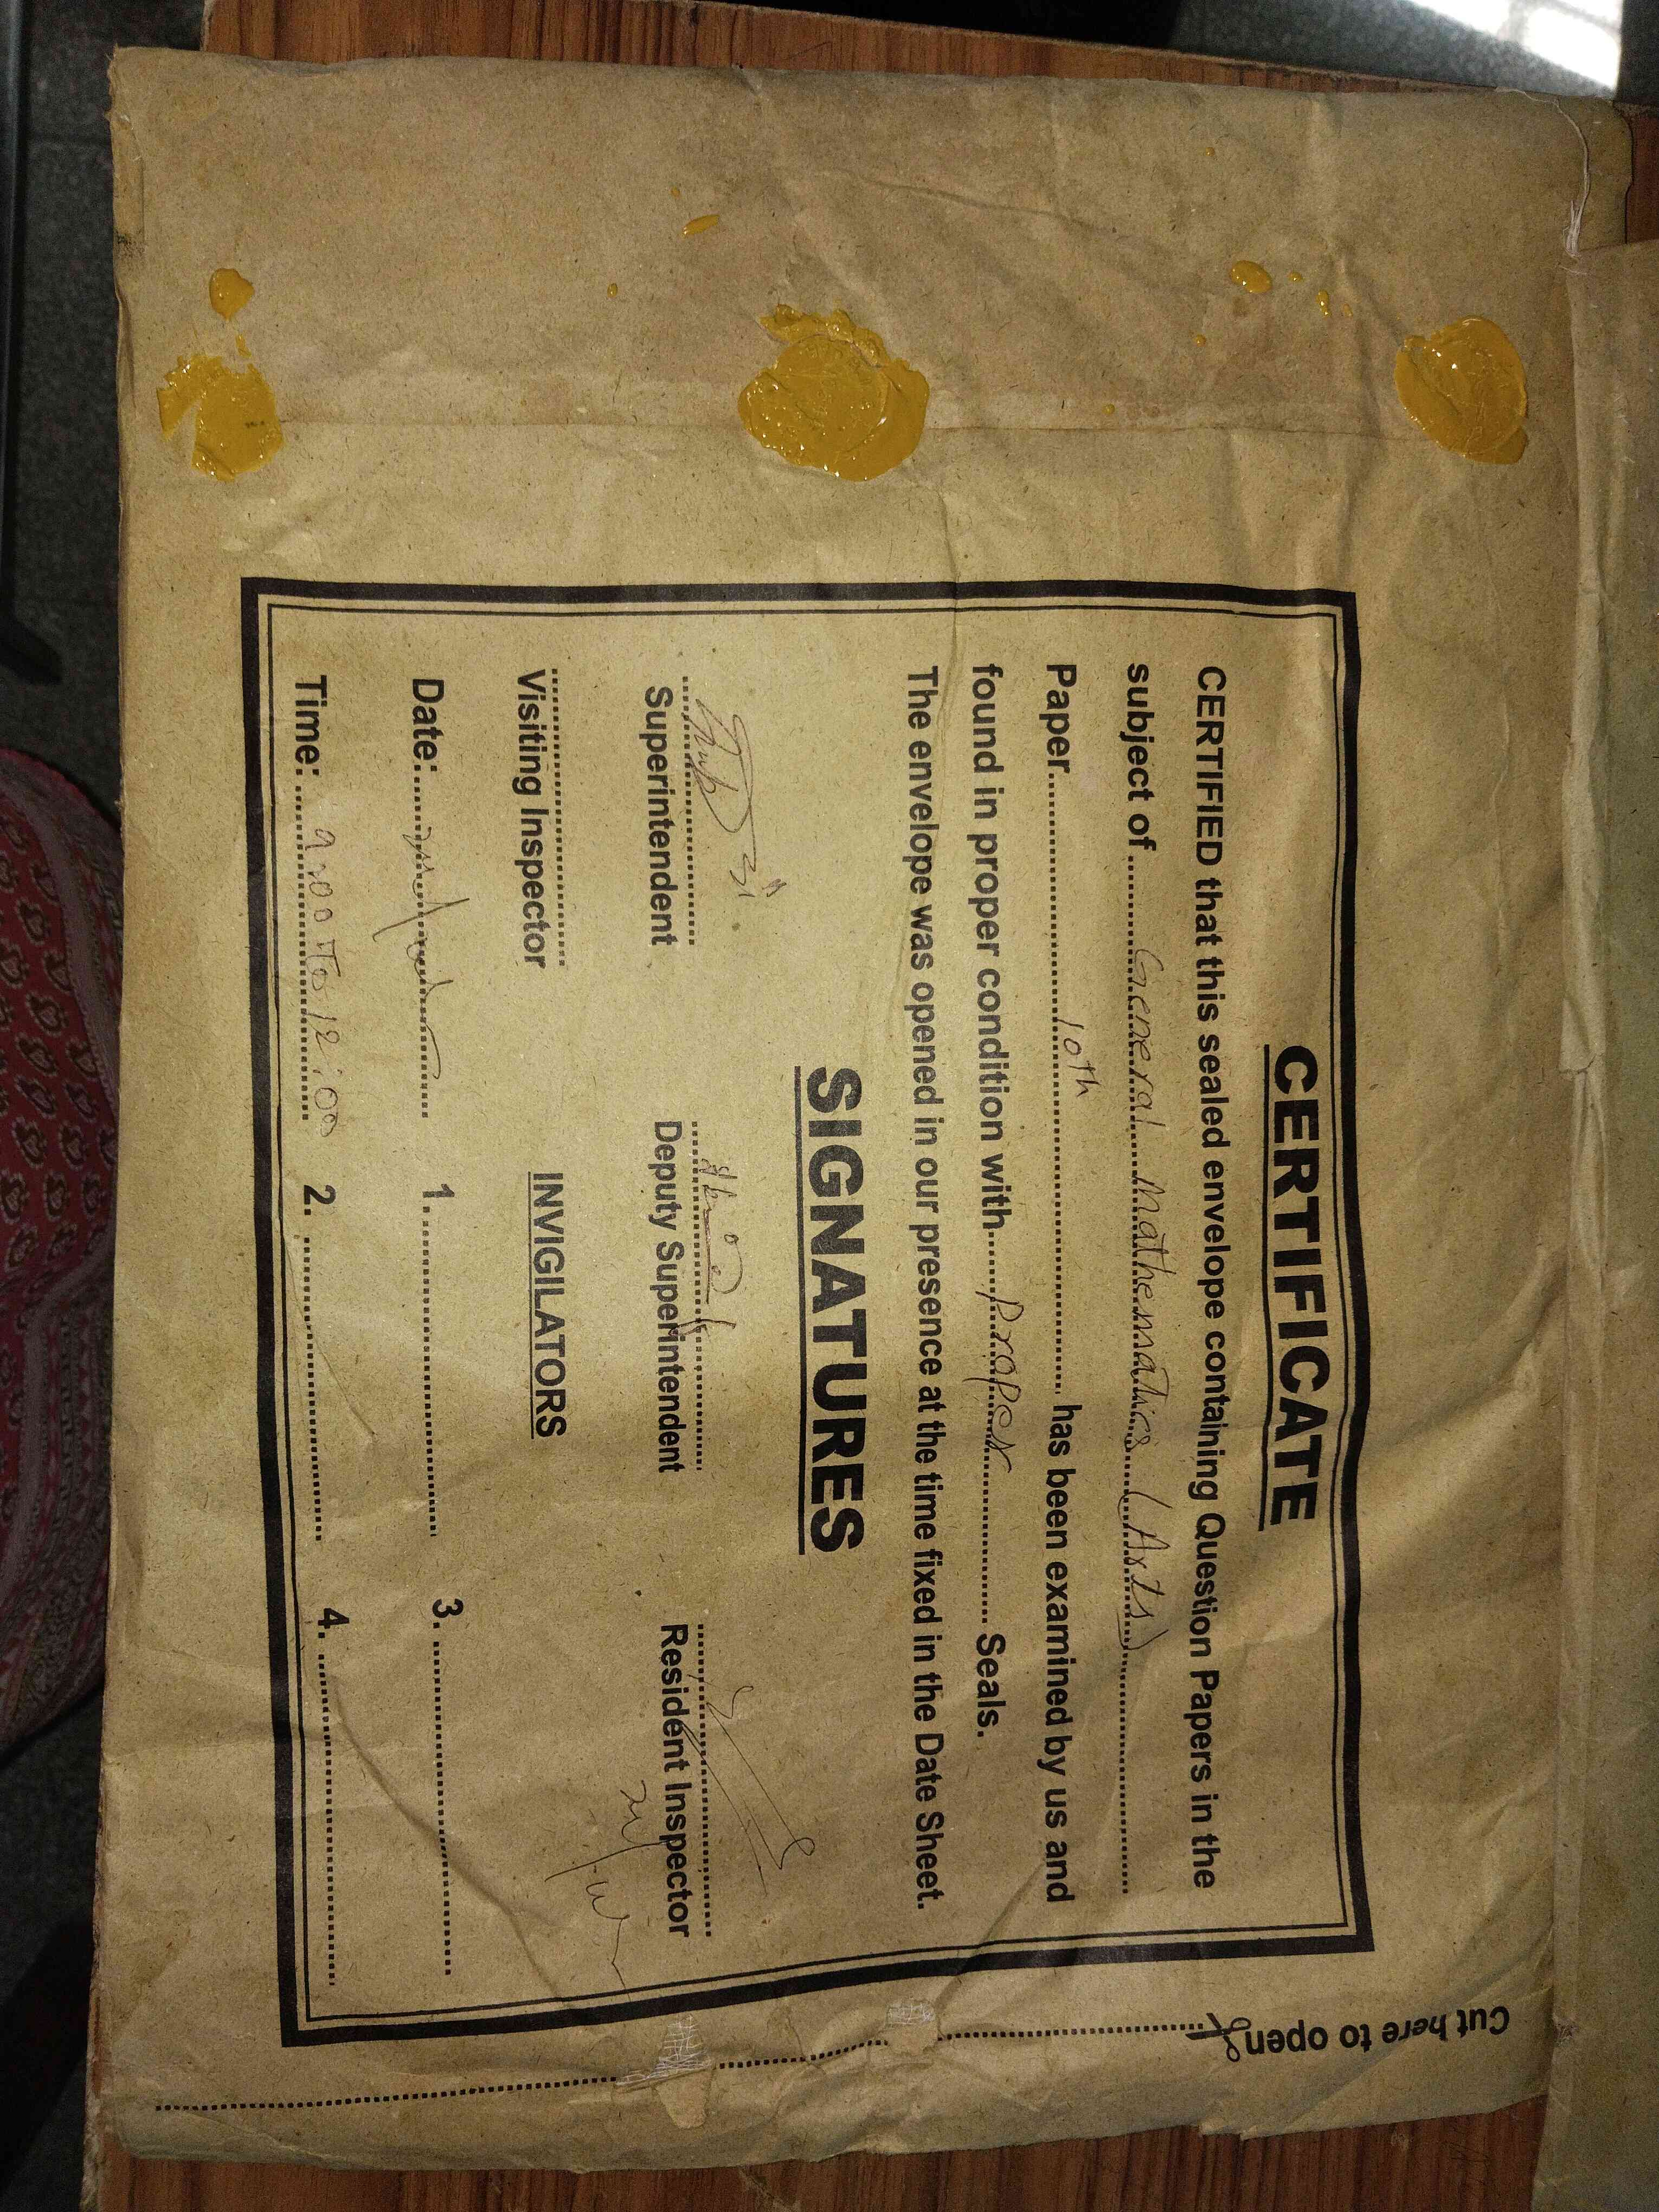 CERTIFICATE
CERTIFIED that this sealed envelope containing Question Papers in the
subject of General Mathematics (Arts)
Paper 10th has been examined by us and
found in proper condition with Proper Seals.
The envelope was opened in our presence at the time fixed in the Date Sheet.
SIGNATURES
Superintendent Deputy Superintendent Resident Inspector
Visiting Inspector INVIGILATORS
Date: 1. 3.
Time: 9:00 To 12:00 2. 4.
Cut here to open